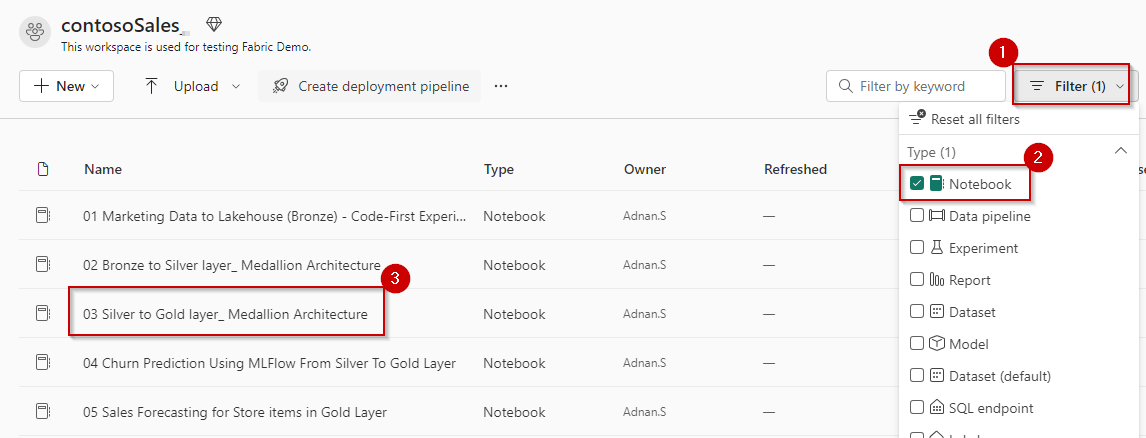 contosoSales_
This workspace is used for testing Fabric Demo.
1
New
Upload
Create deployment pipeline
...
Filter by keyword
Filter (1)
Reset all filters
Type (1)
2
Name
Type
Owner
Refreshed
Notebook
01 Marketing Data to Lakehouse (Bronze) - Code-First Experi...
Notebook
Adnan.S
—
Data pipeline
Experiment
02 Bronze to Silver layer_ Medallion Architecture
Notebook
Adnan.S
—
3
Report
03 Silver to Gold layer_ Medallion Architecture
Notebook
Adnan.S
—
Dataset
Model
04 Churn Prediction Using MLFlow From Silver To Gold Layer
Notebook
Adnan.S
—
Dataset (default)
05 Sales Forecasting for Store items in Gold Layer
Notebook
Adnan.S
—
SQL endpoint